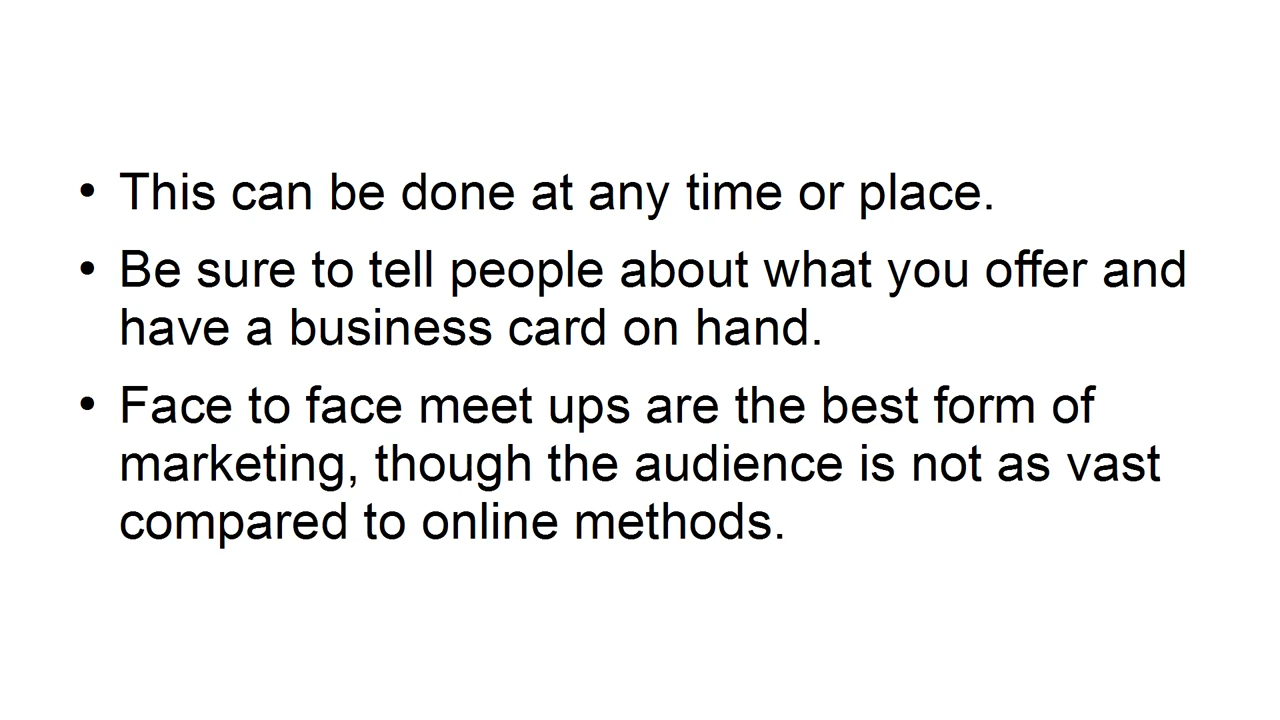 • This can be done at any time or place.
• Be sure to tell people about what you offer and
have a business card on hand.
• Face to face meet ups are the best form of
marketing, though the audience is not as vast
compared to online methods.